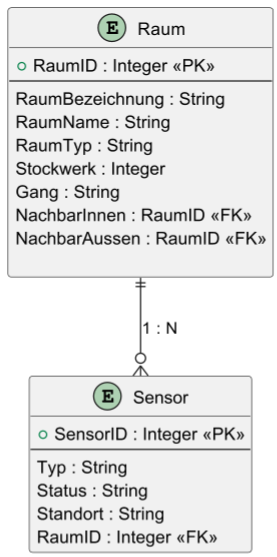 E Raum
RaumID : Integer «PK»
RaumBezeichnung : String
RaumName : String
RaumTyp : String
Stockwerk : Integer
Gang : String
NachbarInnen : RaumID «FK»
NachbarAussen : RaumID «FK»
1 : N
E Sensor
SensorID : Integer «PK»
Typ : String
Status : String
Standort : String
RaumID : Integer «FK»